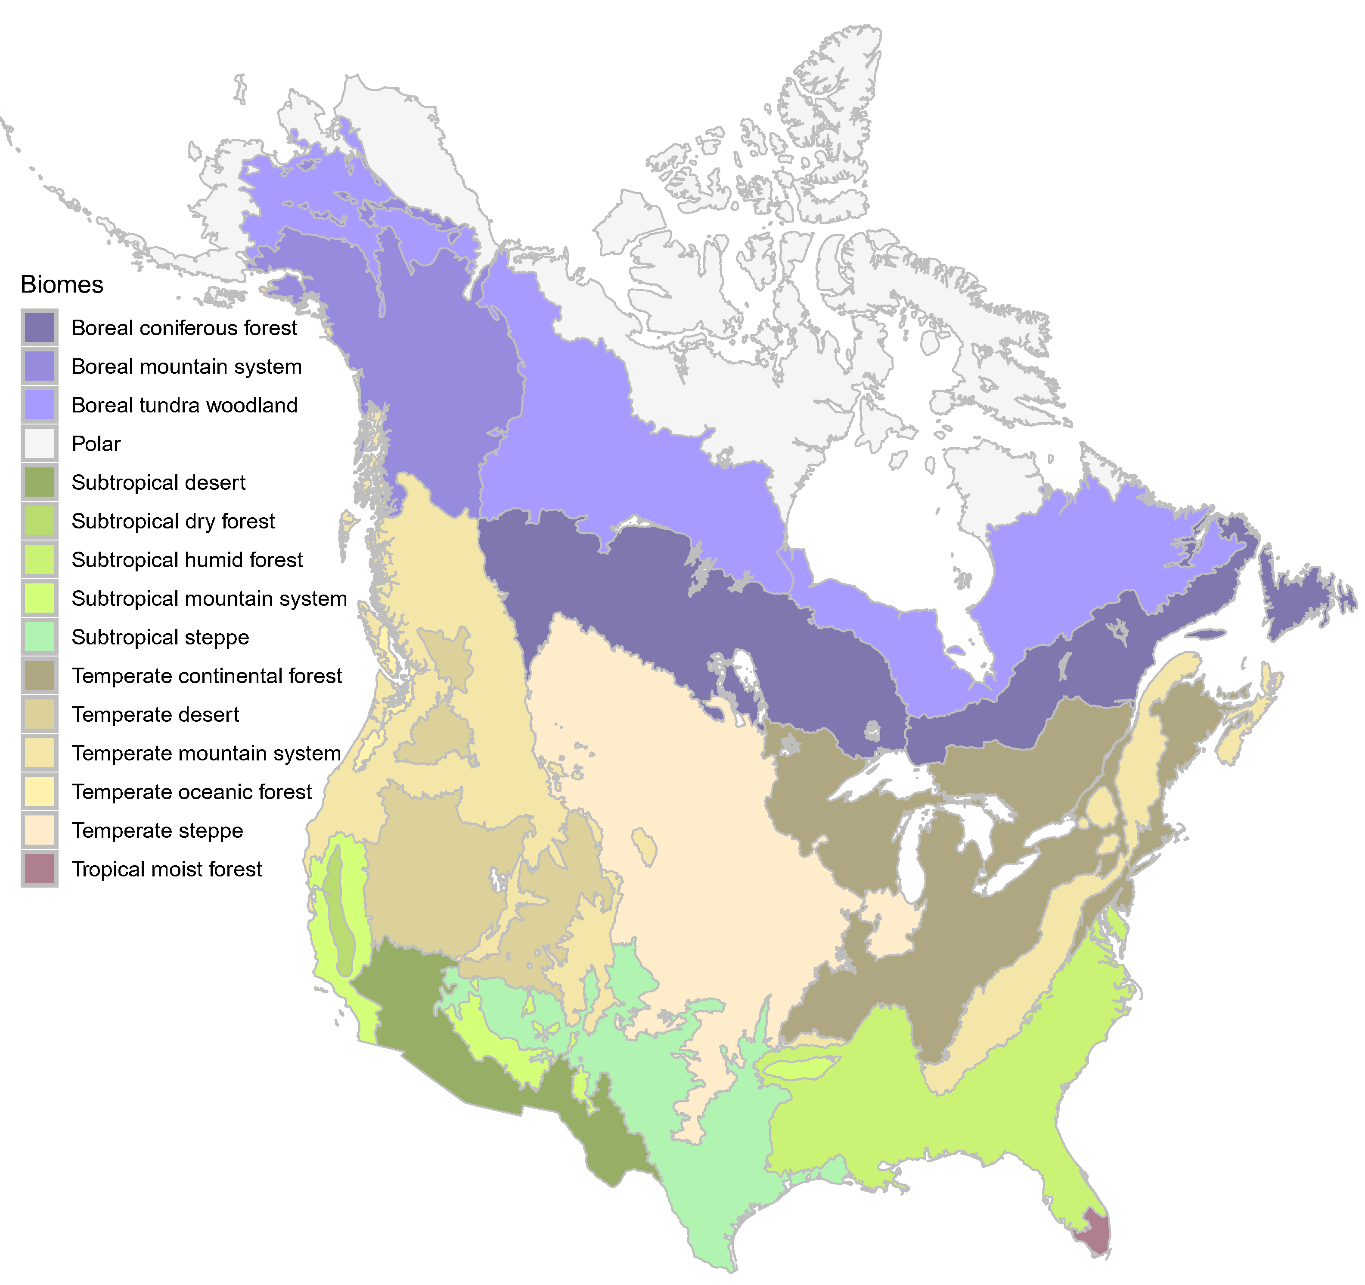 Biomes
Boreal coniferous forest
Boreal mountain system
Boreal tundra woodland
Polar
Subtropical desert
Subtropical dry forest
Subtropical humid forest
Subtropical mountain system
Subtropical steppe
Temperate continental forest
Temperate desert
Temperate mountain system
Temperate oceanic forest
Temperate steppe
Tropical moist forest